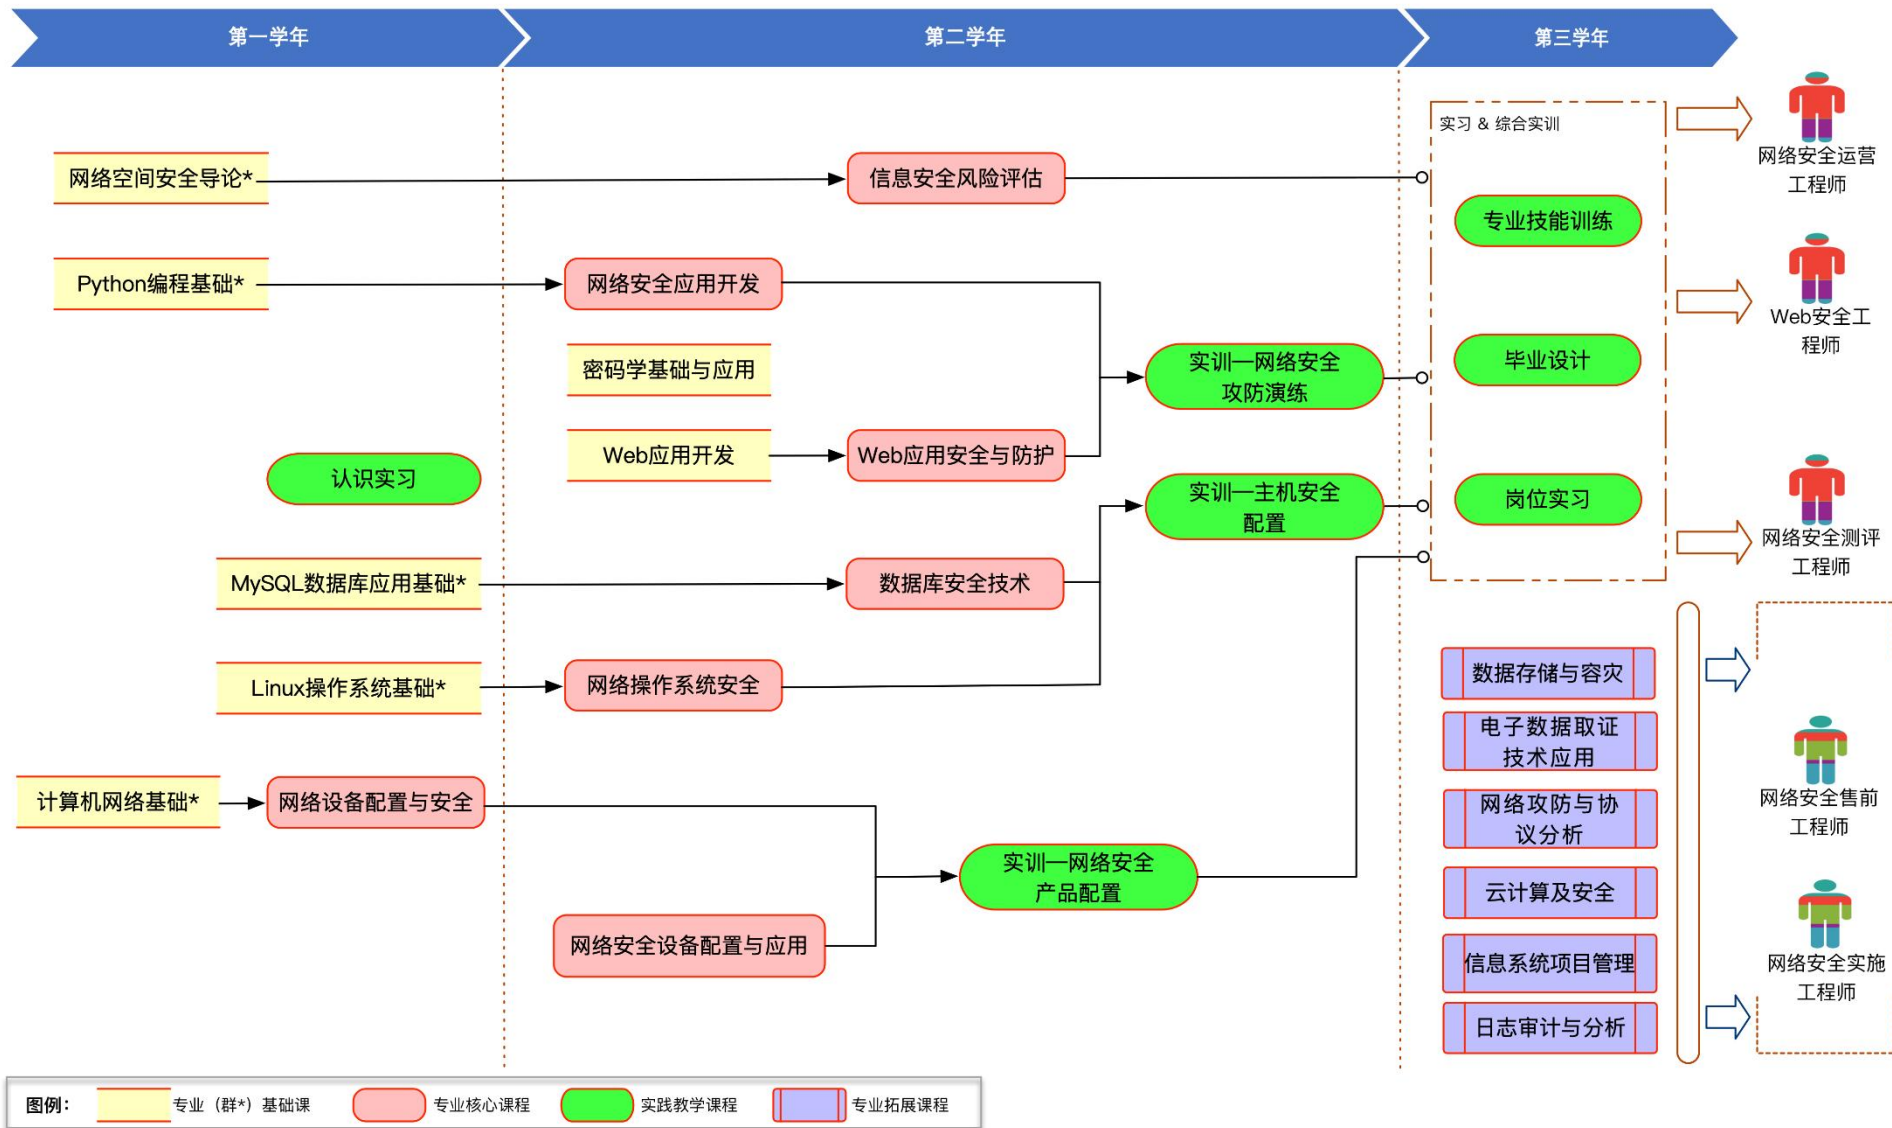 第一学年
第二学年
第三学年
实习 & 综合实训
网络安全运营
工程师
网络空间安全导论*
信息安全风险评估
专业技能训练
Python编程基础*
网络安全应用开发
Web安全工
程师
密码学基础与应用
实训—网络安全
攻防演练
毕业设计
Web应用开发
Web应用安全与防护
认识实习
实训—主机安全
配置
岗位实习
网络安全测评
工程师
MySQL数据库应用基础*
数据库安全技术
Linux操作系统基础*
网络操作系统安全
数据存储与容灾
电子数据取证
技术应用
计算机网络基础*
网络设备配置与安全
网络攻防与协
议分析
网络安全售前
工程师
实训—网络安全
产品配置
云计算及安全
网络安全设备配置与应用
信息系统项目管理
网络安全实施
工程师
日志审计与分析
图例：
专业（群*）基础课
专业核心课程
实践教学课程
专业拓展课程